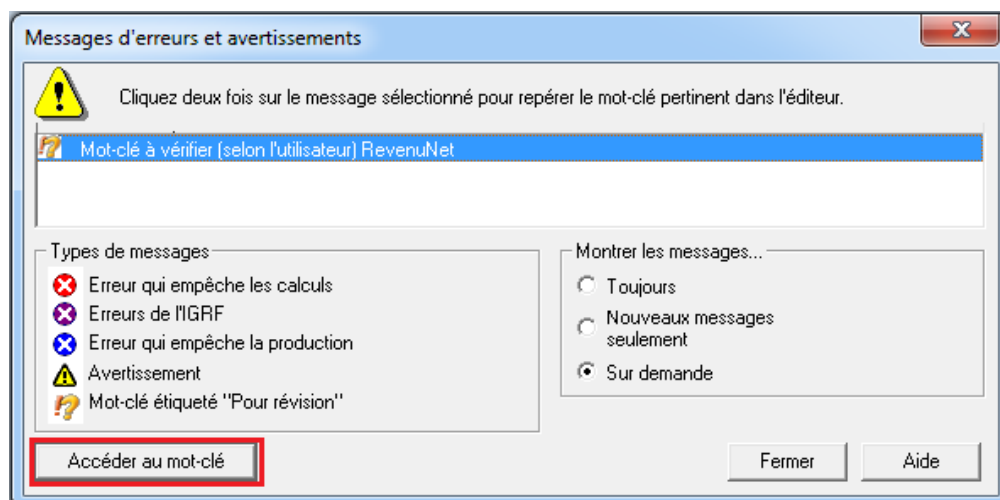 Messages d'erreurs et avertissements
Cliquez deux fois sur le message sélectionné pour repérer le mot-clé pertinent dans l'éditeur.
Mot-clé à vérifier (selon l'utilisateur) RevenuNet
Types de messages
Erreur qui empêche les calculs
Erreurs de l'IGRF
Erreur qui empêche la production
Avertissement
Mot-clé étiqueté "Pour révision"
Montrer les messages...
Toujours
Nouveaux messages
seulement
Sur demande
Accéder au mot-clé
Fermer
Aide